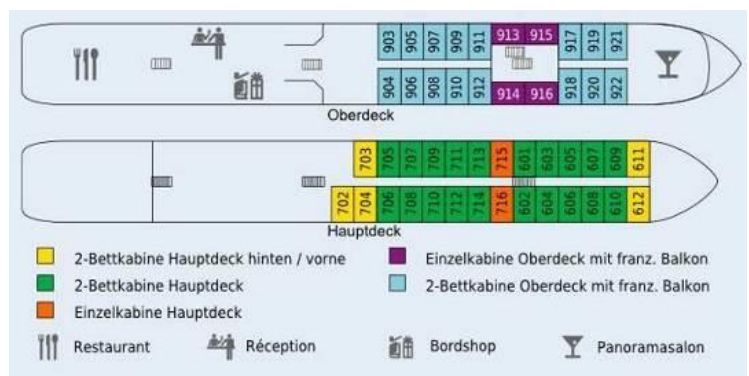 903 905 907 909 911 913 915 917 919 921
904 906 908 910 912 914 916 918 920 922
Oberdeck
703 705 707 709 711 713 715 601 603 605 607 609 611
702 704 706 708 710 712 714 716 602 604 606 608 610 612
Hauptdeck
2-Bettkabine Hauptdeck hinten / vorne
Einzelkabine Oberdeck mit franz. Balkon
2-Bettkabine Hauptdeck
2-Bettkabine Oberdeck mit franz. Balkon
Einzelkabine Hauptdeck
Restaurant Réception Bordshop Panoramasalon